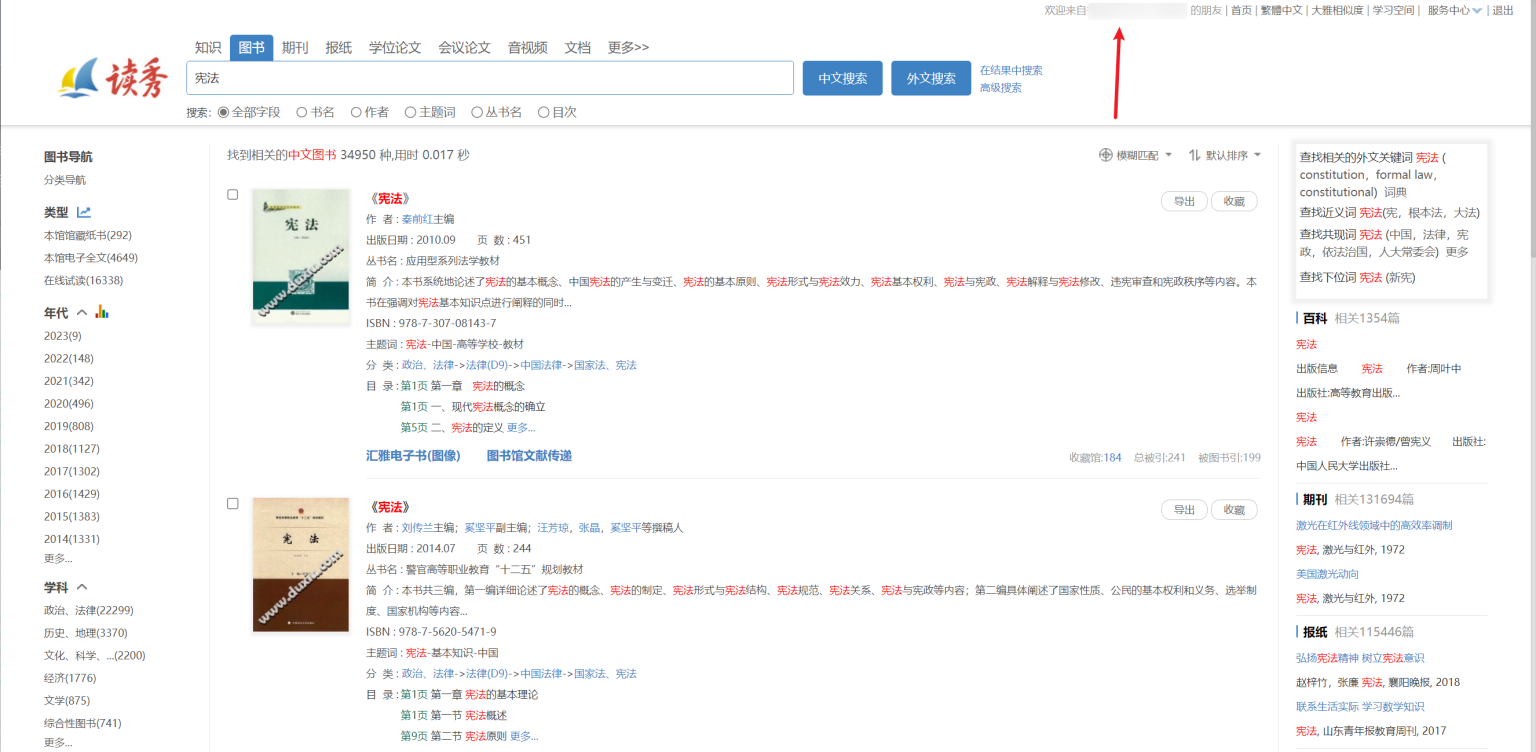 欢迎来自 的朋友 | 首页 | 繁體中文 | 大雅相似度 | 学习空间 | 服务中心 | 退出
知识 图书 期刊 报纸 学位论文 会议论文 音视频 文档 更多>>
读秀
宪法
中文搜索 外文搜索
在结果中搜索
高级搜索
搜索: 全部字段 书名 作者 主题词 丛书名 目次
图书导航
分类导航
类型
本馆馆藏纸书(292)
本馆电子全文(4649)
在线试读(16338)
年代
2023(9)
2022(148)
2021(342)
2020(496)
2019(808)
2018(1127)
2017(1302)
2016(1429)
2015(1383)
2014(1331)
更多...
学科
政治、法律(22299)
历史、地理(3370)
文化、科学、...(2200)
经济(1776)
文学(875)
综合性图书(741)
更多...
找到相关的中文图书 34950 种,用时 0.017 秒
模糊匹配 默认排序
宪 法
www.duxiu.com
《宪法》
导出 收藏
作 者 : 秦前红主编
出版日期 : 2010.09 页 数 : 451
丛书名 : 应用型系列法学教材
简 介 : 本书系统地论述了宪法的基本概念、中国宪法的产生与变迁、宪法的基本原则、宪法形式与宪法效力、宪法基本权利、宪法与宪政、宪法解释与宪法修改、违宪审查和宪政秩序等内容。本
书在强调对宪法基本知识点进行阐释的同时...
ISBN : 978-7-307-08143-7
主题词 : 宪法-中国-高等学校-教材
分 类 : 政治、法律->法律(D9)->中国法律->国家法、宪法
目 录 : 第1页 第一章 宪法的概念
第1页 一、现代宪法概念的确立
第5页 二、宪法的定义 更多...
汇雅电子书(图像) 图书馆文献传递
收藏馆:184 总被引:241 被图书引:199
宪 法
www.duxiu.com
《宪法》
导出 收藏
作 者 : 刘传兰主编；奚坚平副主编；汪芳琼，张晶，奚坚平等撰稿人
出版日期 : 2014.07 页 数 : 244
丛书名 : 警官高等职业教育“十二五”规划教材
简 介 : 本书共三编，第一编详细论述了宪法的概念、宪法的制定、宪法形式与宪法结构、宪法规范、宪法关系、宪法与宪政等内容；第二编具体阐述了国家性质、公民的基本权利和义务、选举制
度、国家机构等内容...
ISBN : 978-7-5620-5471-9
主题词 : 宪法-基本知识-中国
分 类 : 政治、法律->法律(D9)->中国法律->国家法、宪法
目 录 : 第1页 第一章 宪法的基本理论
第1页 第一节 宪法概述
第9页 第二节 宪法原则 更多...
查找相关的外文关键词 宪法 (
constitution，formal law，
constitutional) 词典
查找近义词 宪法(宪，根本法，大法)
查找共现词 宪法 (中国，法律，宪
政，依法治国，人大常委会) 更多
查找下位词 宪法 (新宪)
百科 相关1354篇
宪法
出版信息 宪法 作者:周叶中
出版社:高等教育出版...
宪法
宪法 作者:许崇德/曾宪义 出版社:
中国人民大学出版社...
期刊 相关131694篇
激光在红外线领域中的高效率调制
宪法, 激光与红外, 1972
美国激光动向
宪法, 激光与红外, 1972
报纸 相关115446篇
弘扬宪法精神 树立宪法意识
赵梓竹，张廉 宪法, 襄阳晚报, 2018
联系生活实际 学习数学知识
宪法, 山东青年报教育周刊, 2017